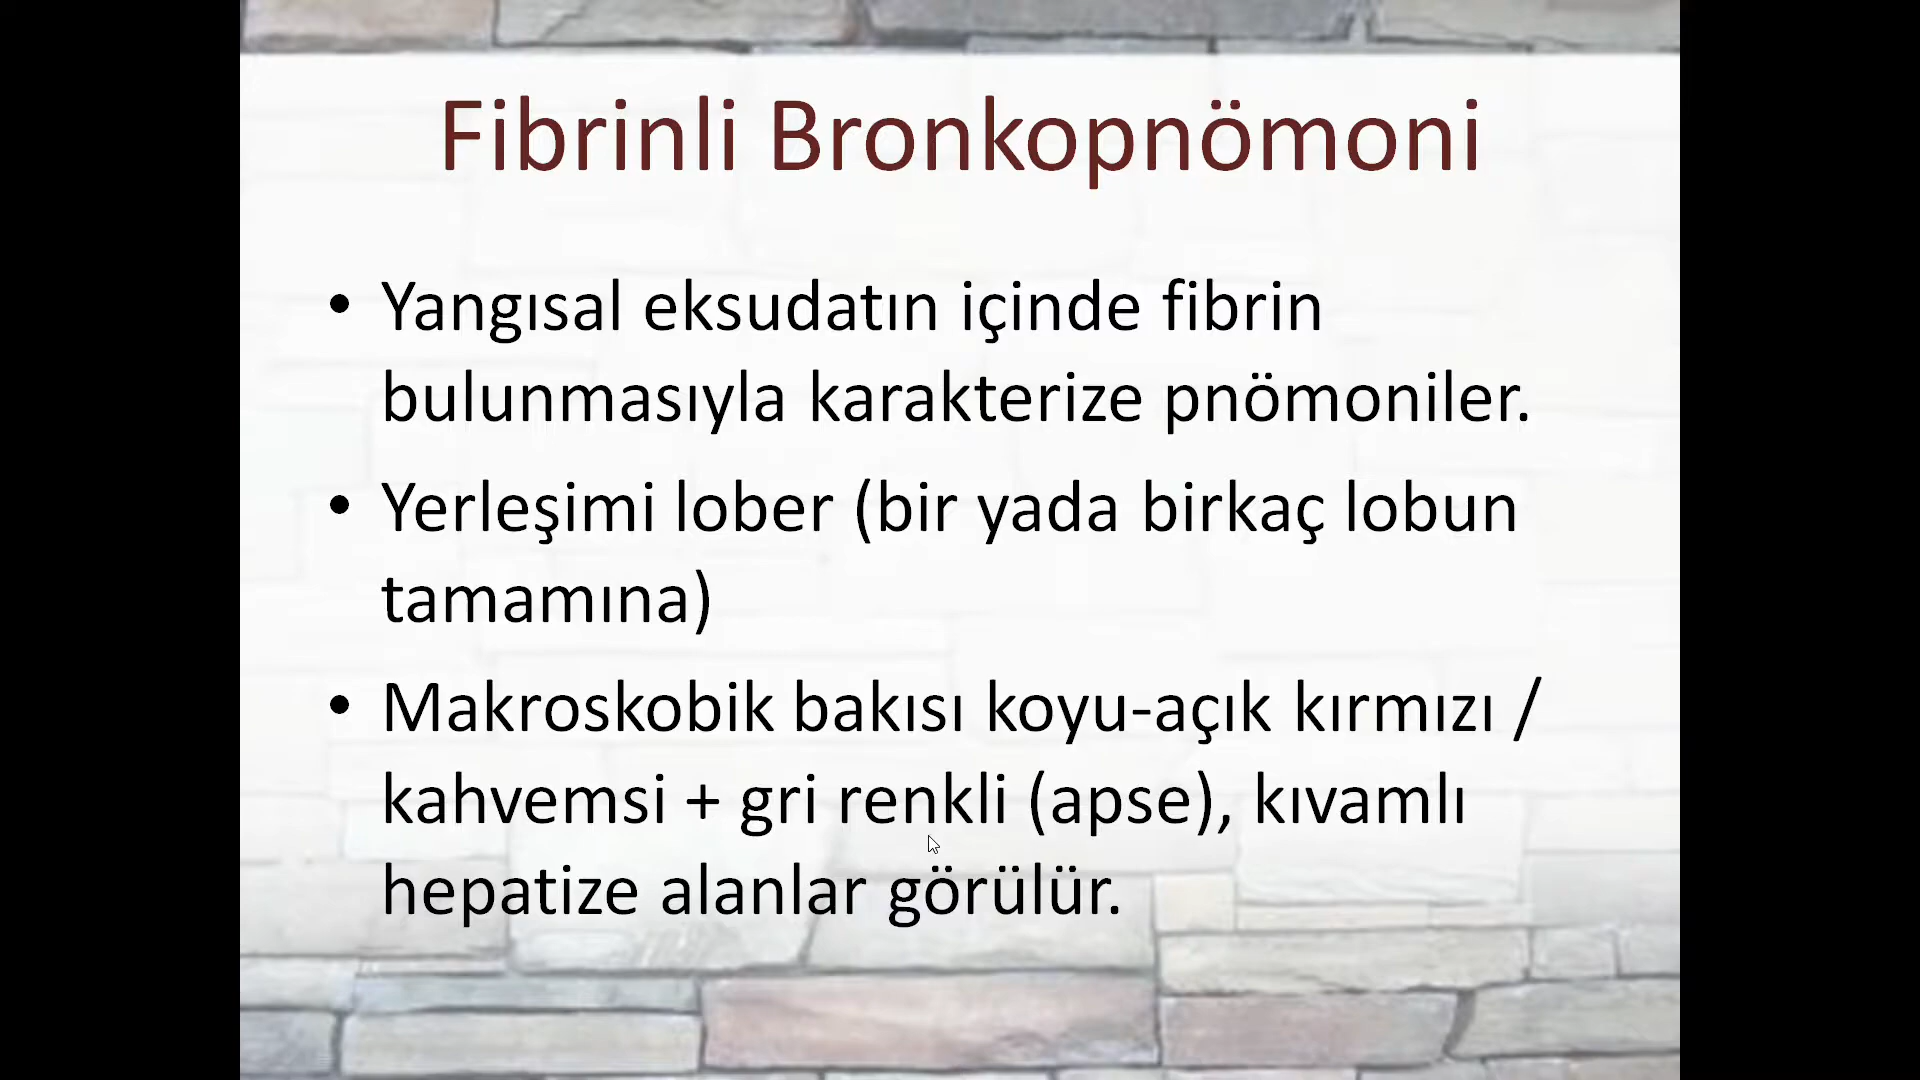 Fibrinli Bronkopnömoni
• Yangısal eksudatın içinde fibrin
bulunmasıyla karakterize pnömoniler.
• Yerleşimi lober (bir yada birkaç lobun
tamamına)
• Makroskobik bakısı koyu-açık kırmızı /
kahvemsi + gri renkli (apse), kıvamlı
hepatize alanlar görülür.